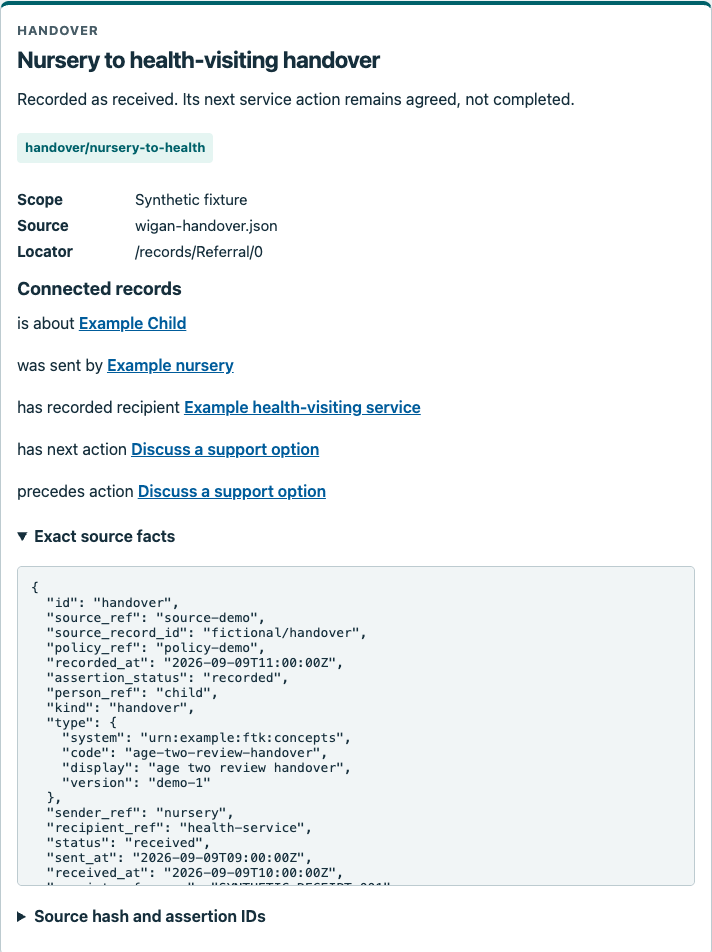 HANDOVER
Nursery to health-visiting handover
Recorded as received. Its next service action remains agreed, not completed.
handover/nursery-to-health
Scope Synthetic fixture
Source wigan-handover.json
Locator /records/Referral/0
Connected records
is about Example Child
was sent by Example nursery
has recorded recipient Example health-visiting service
has next action Discuss a support option
precedes action Discuss a support option
▼ Exact source facts
{
  "id": "handover",
  "source_ref": "source-demo",
  "source_record_id": "fictional/handover",
  "policy_ref": "policy-demo",
  "recorded_at": "2026-09-09T11:00:00Z",
  "assertion_status": "recorded",
  "person_ref": "child",
  "kind": "handover",
  "type": {
    "system": "urn:example:ftk:concepts",
    "code": "age-two-review-handover",
    "display": "age two review handover",
    "version": "demo-1"
  },
  "sender_ref": "nursery",
  "recipient_ref": "health-service",
  "status": "received",
  "sent_at": "2026-09-09T09:00:00Z",
  "received_at": "2026-09-09T10:00:00Z",
▶ Source hash and assertion IDs